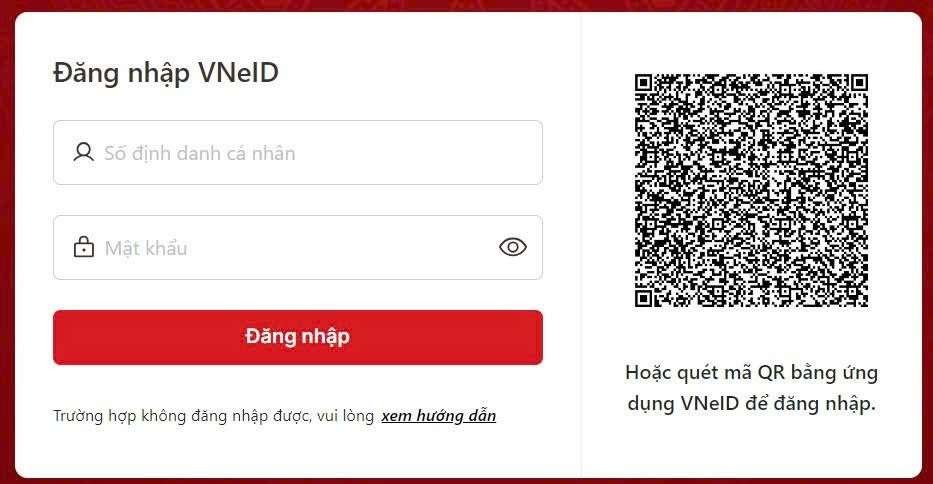 Đăng nhập VNeID
Số định danh cá nhân
Mật khẩu
Đăng nhập
Trường hợp không đăng nhập được, vui lòng xem hướng dẫn
Hoặc quét mã QR bằng ứng
dụng VNeID để đăng nhập.